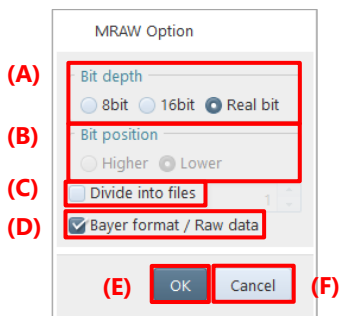 MRAW Option
(A)
Bit depth
8bit 16bit Real bit
(B)
Bit position
Higher Lower
(C) Divide into files 1
(D) Bayer format / Raw data
(E) OK Cancel (F)